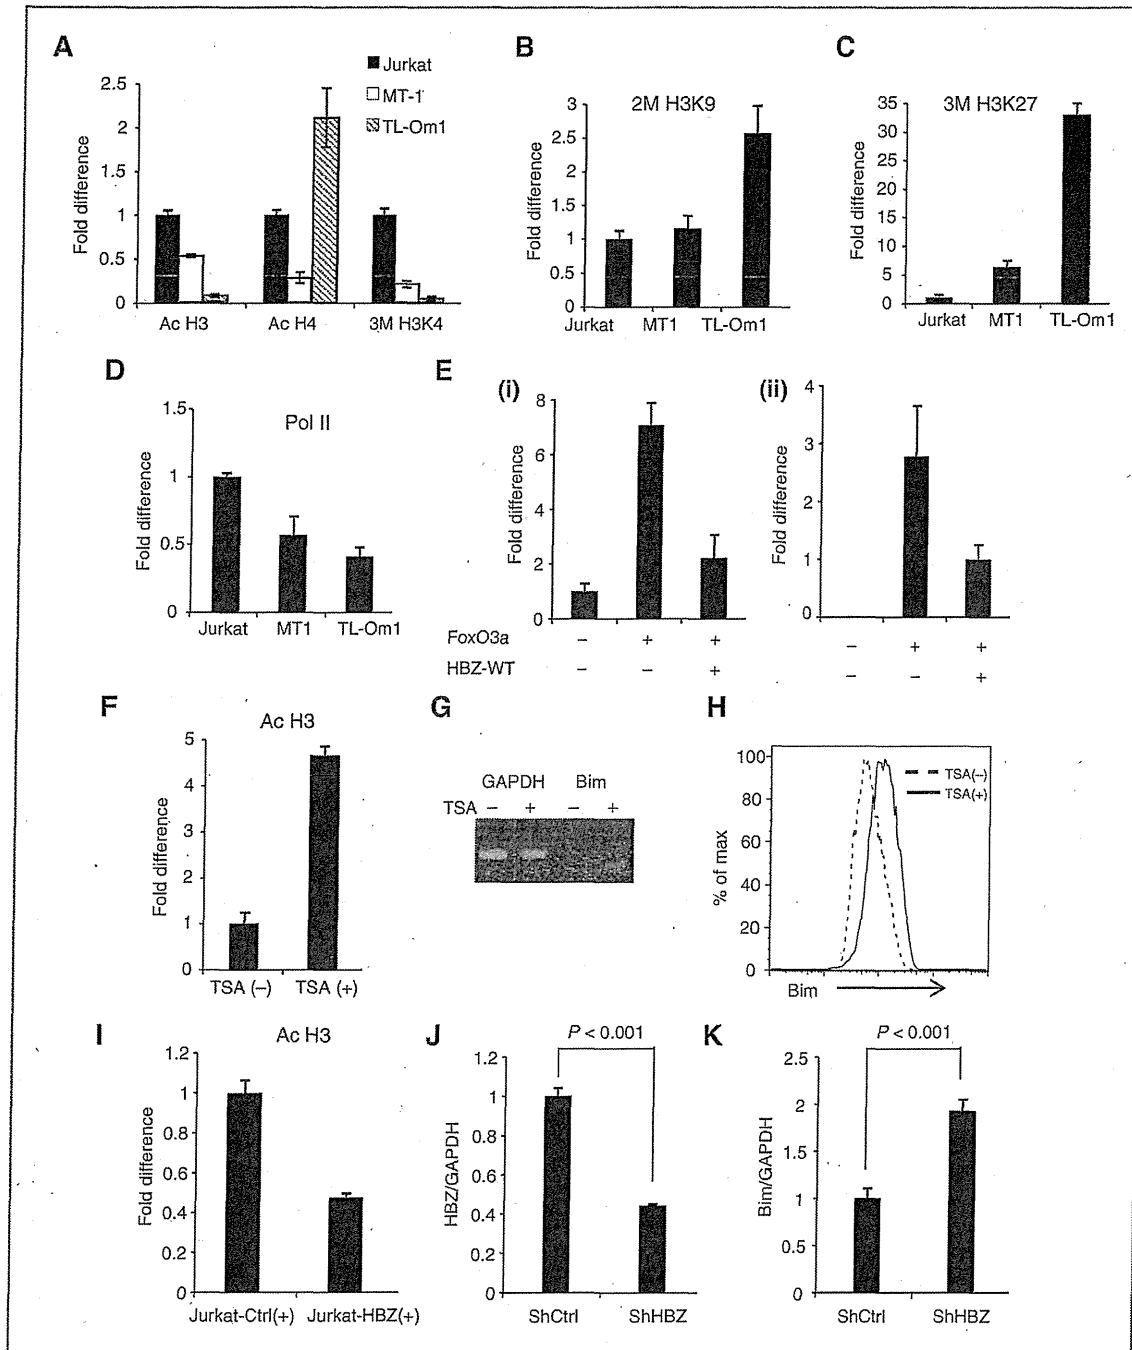 A
Jurkat
MT-1
TL-Om1
2.5
2
1.5
1
0.5
0
Fold difference
Ac H3
Ac H4
3M H3K4
B
2M H3K9
3
2.5
2
1.5
1
0.5
0
Fold difference
Jurkat
MT1
TL-Om1
C
3M H3K27
35
30
25
20
15
10
5
0
Fold difference
Jurkat
MT1
TL-Om1
D
Pol II
1.5
1
0.5
0
Fold difference
Jurkat
MT1
TL-Om1
E
(i)
8
6
4
2
0
Fold difference
(ii)
4
3
2
1
0
Fold difference
FoxO3a – + + – + +
HBZ-WT – – + – – +
F
Ac H3
5
4
3
2
1
0
Fold difference
TSA (–)
TSA (+)
G
GAPDH Bim
TSA – + – +
H
100
80
60
40
20
0
% of max
TSA(–)
TSA(+)
Bim
I
Ac H3
1.2
1
0.8
0.6
0.4
0.2
0
Fold difference
Jurkat-Ctrl(+)
Jurkat-HBZ(+)
J
P < 0.001
1.2
1
0.8
0.6
0.4
0.2
0
HBZ/GAPDH
ShCtrl
ShHBZ
K
P < 0.001
2.5
2
1.5
1
0.5
0
Bim/GAPDH
ShCtrl
ShHBZ